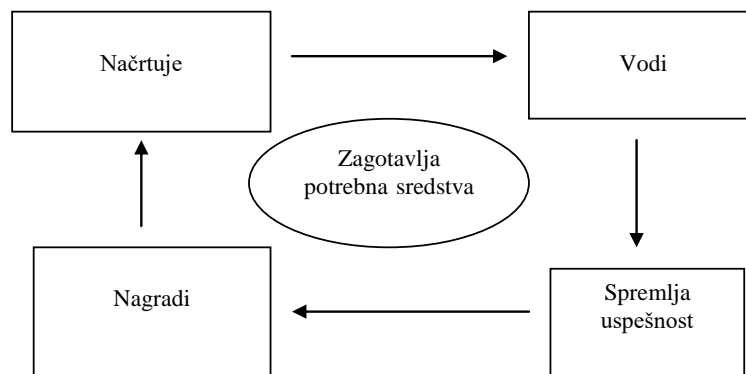 Načrtuje
Vodi
Zagotavlja
potrebna sredstva
Nagradi
Spremlja
uspešnost